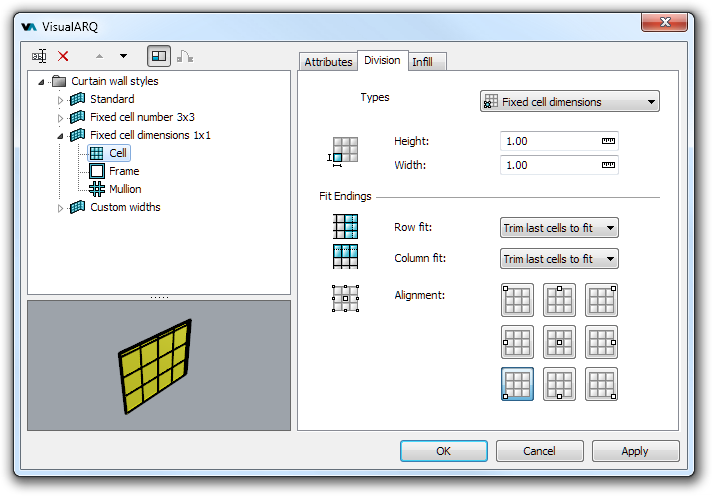 VisualARQ
Attributes Division Infill
Curtain wall styles
Standard
Fixed cell number 3x3
Fixed cell dimensions 1x1
Cell
Frame
Mullion
Custom widths
Types Fixed cell dimensions
Height: 1.00
Width: 1.00
Fit Endings
Row fit: Trim last cells to fit
Column fit: Trim last cells to fit
Alignment:
OK Cancel Apply